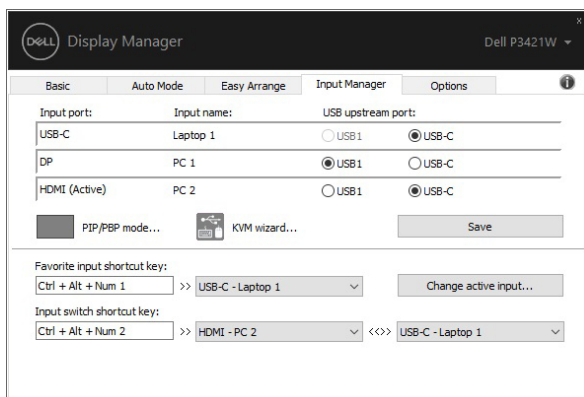 DELL Display Manager Dell P3421W
x
Basic Auto Mode Easy Arrange Input Manager Options i
Input port: Input name: USB upstream port:
USB-C Laptop 1 USB1 USB-C
DP PC 1 USB1 USB-C
HDMI (Active) PC 2 USB1 USB-C
PIP/PBP mode... KVM wizard... Save
Favorite input shortcut key:
Ctrl + Alt + Num 1 >> USB-C - Laptop 1 Change active input...
Input switch shortcut key:
Ctrl + Alt + Num 2 >> HDMI - PC 2 <<>> USB-C - Laptop 1